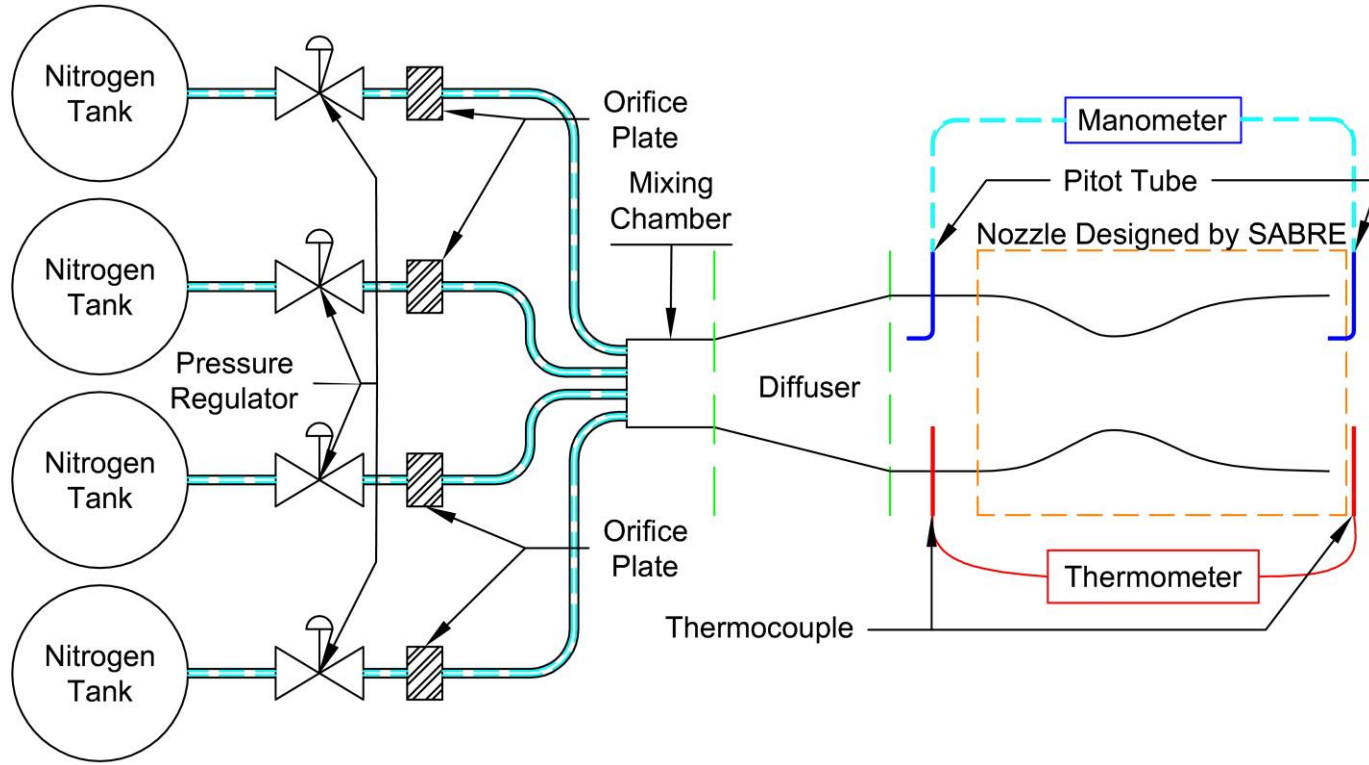 Nitrogen
Tank
Orifice
Plate
Manometer
Mixing
Chamber
Pitot Tube
Nitrogen
Tank
Nozzle Designed by SABRE
Pressure
Regulator
Diffuser
Nitrogen
Tank
Orifice
Plate
Thermometer
Thermocouple
Nitrogen
Tank